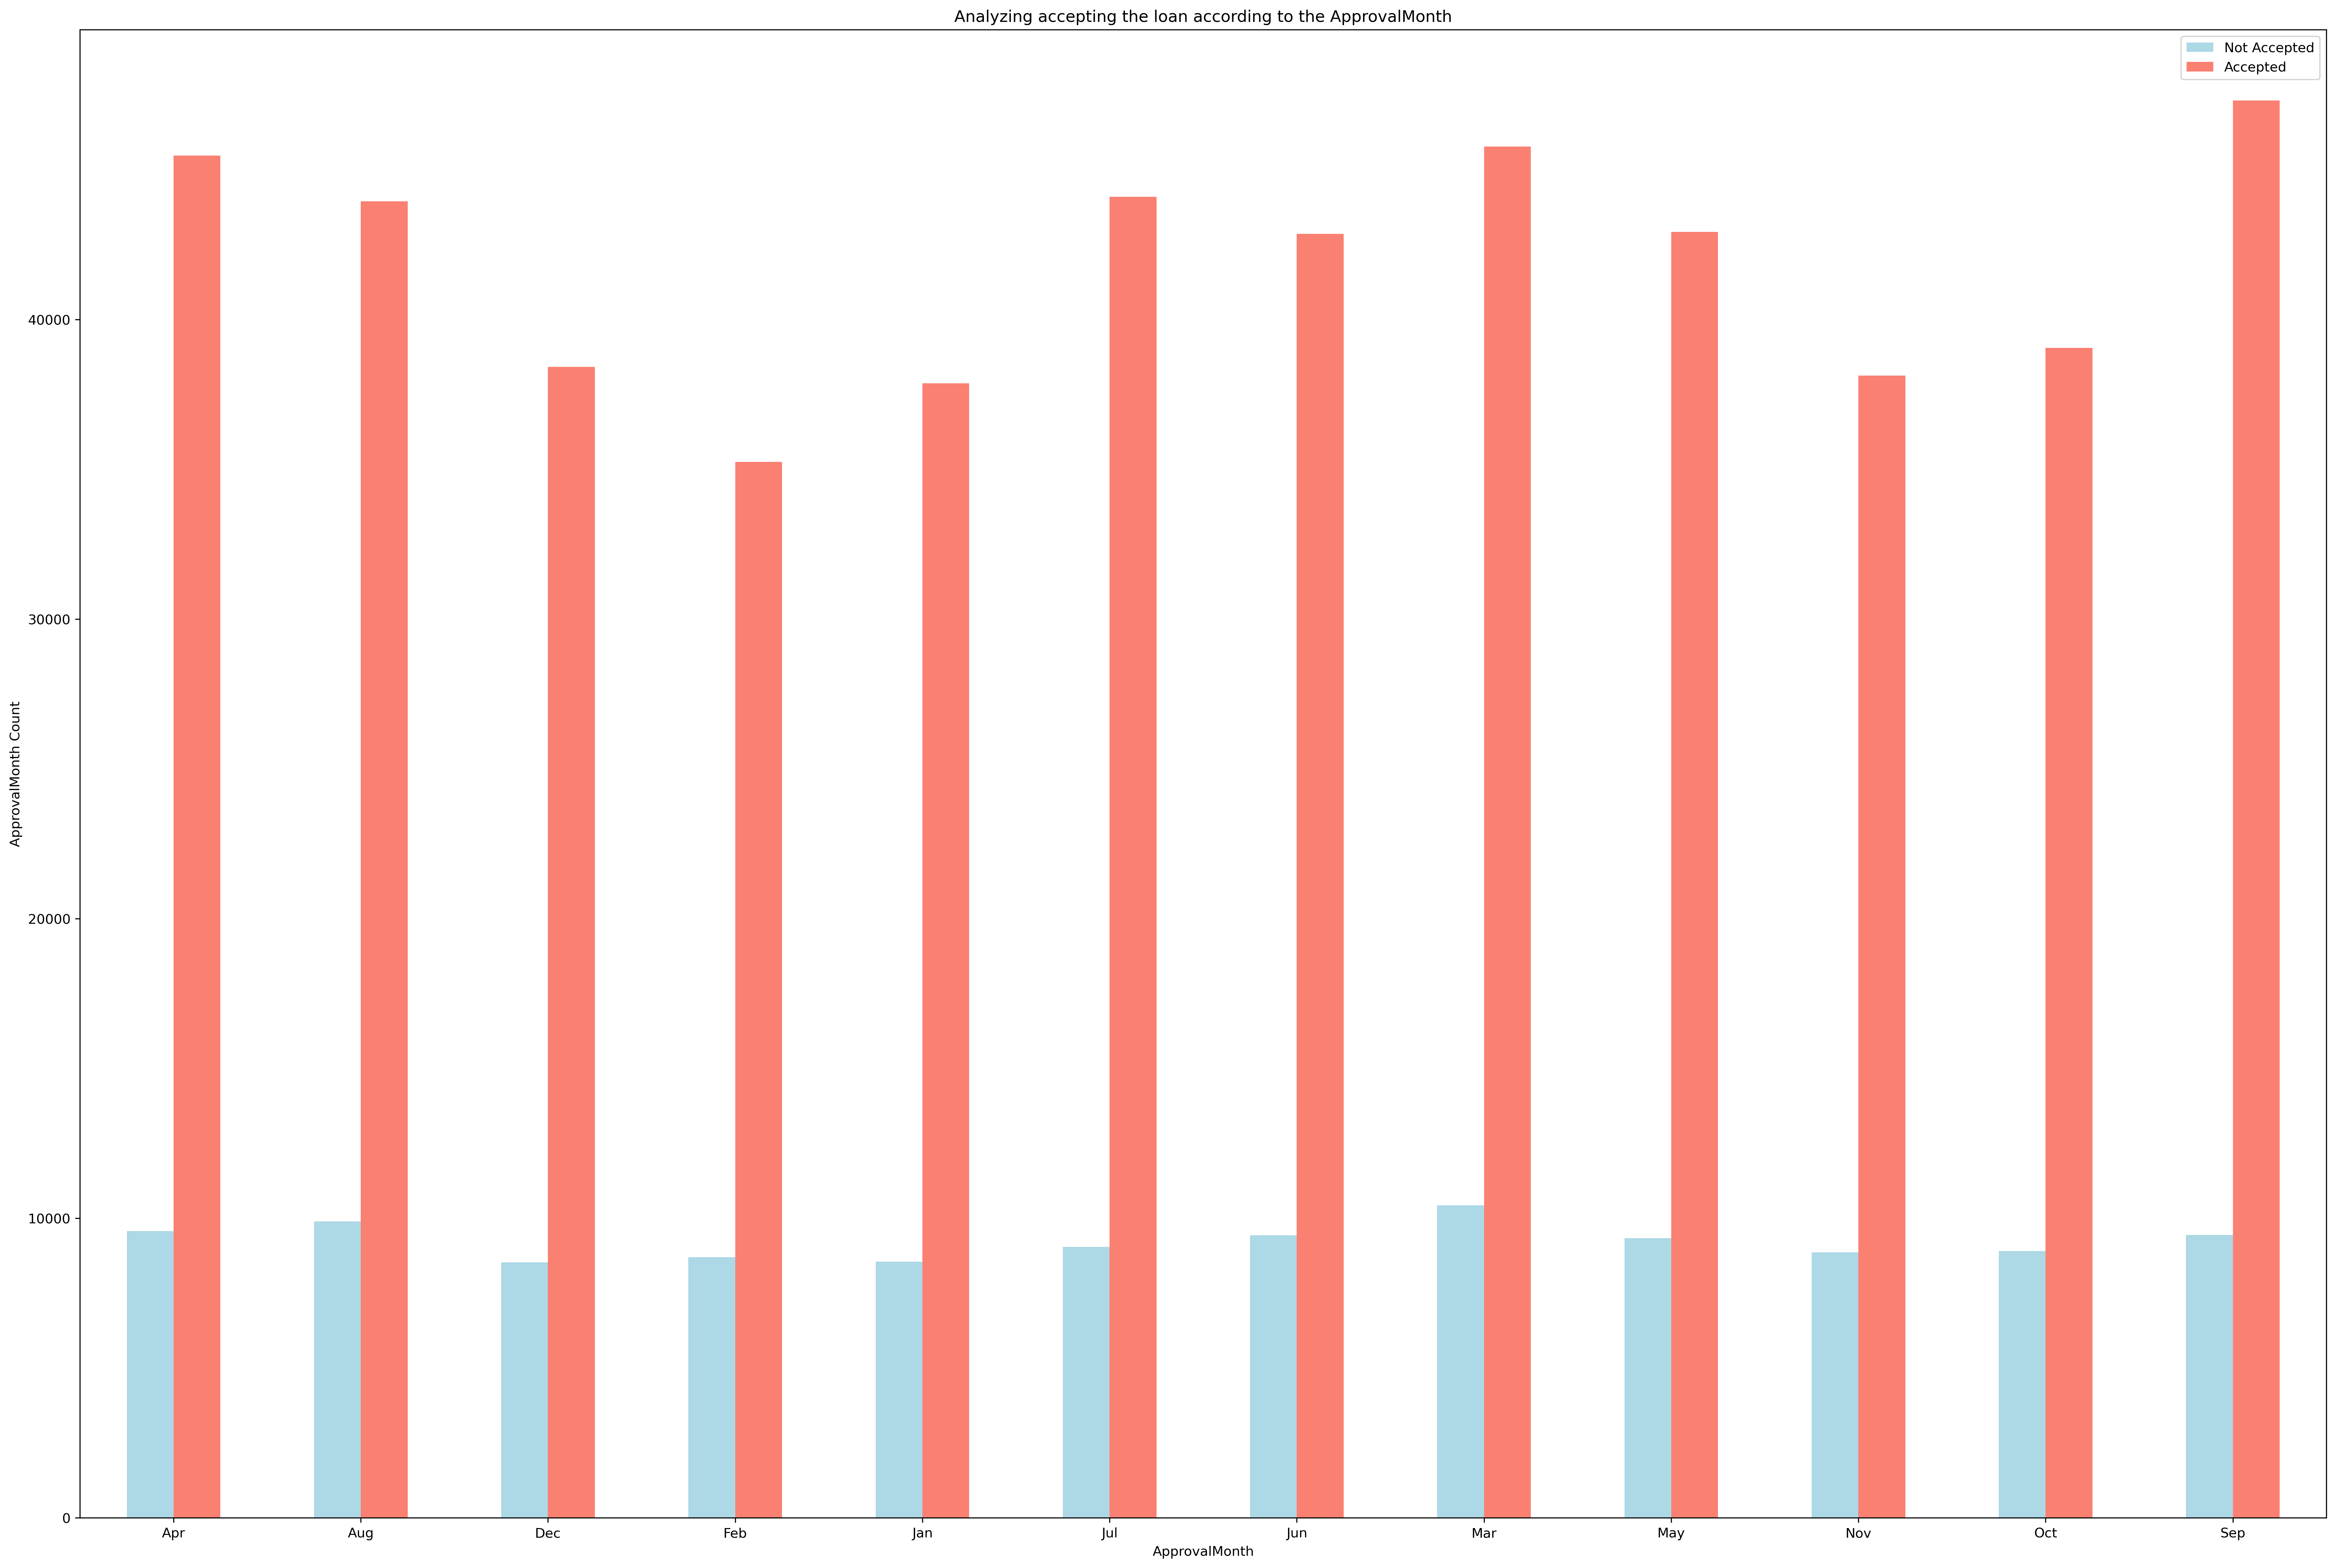 Analyzing accepting the loan according to the ApprovalMonth
Not Accepted
Accepted
ApprovalMonth Count
40000
30000
20000
10000
0
Apr Aug Dec Feb Jan Jul Jun Mar May Nov Oct Sep
ApprovalMonth